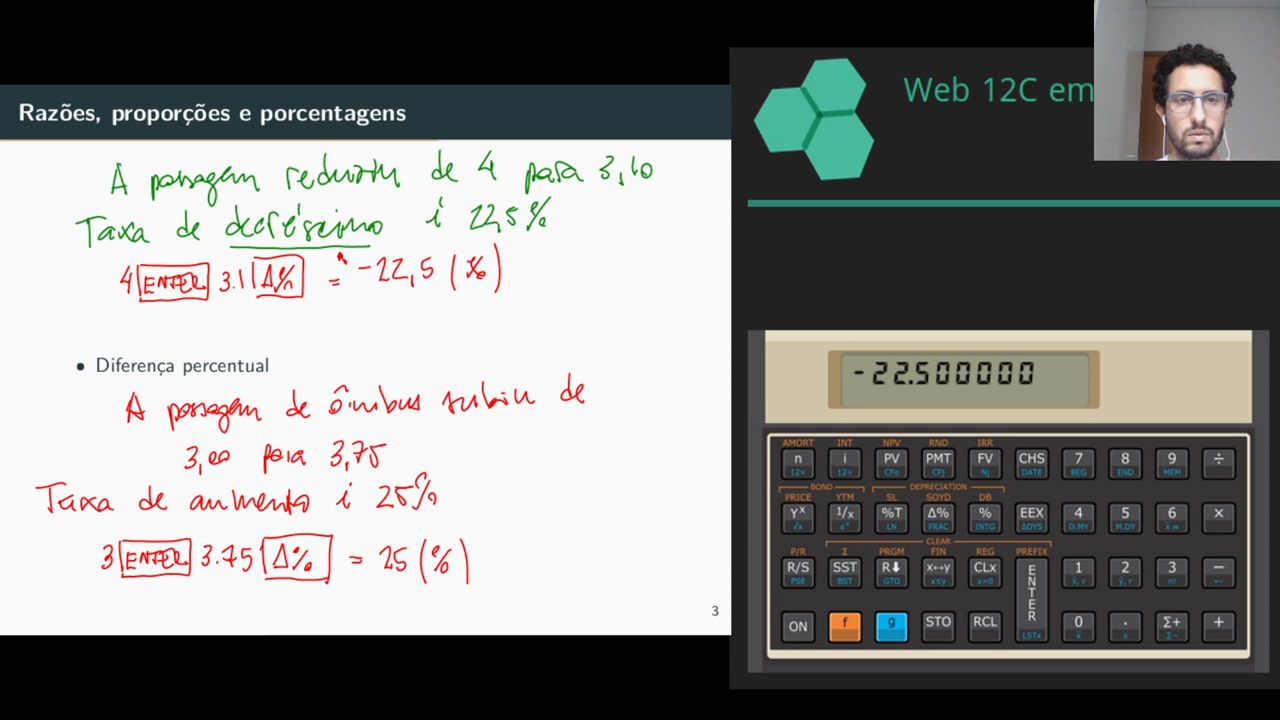 Razões, proporções e porcentagens
A passagem reduziu de 4 para 3,10
Taxa de decréscimo é 22,5%
4 ENTER 3.1 Δ% = -22,5 (%)
• Diferença percentual
A passagem de ônibus subiu de
3,00 para 3,75
Taxa de aumento é 25%
3 ENTER 3.75 Δ% = 25 (%)
3
Web 12C em
-22.500000
AMORT INT NPV RND IRR
n i PV PMT FV CHS 7 8 9 ÷
12× 12÷ CFo CFj Nj DATE BEG END MEM
BOND DEPRECIATION
PRICE YTM SL SOYD DB
Yˣ 1/x %T Δ% % EEX 4 5 6 ×
√x eˣ LN FRAC INTG ΔDYS D.MY M.DY x̄ w
CLEAR
P/R Σ PRGM FIN REG PREFIX
R/S SST R⬇ x↔y CLx ENTER 1 2 3 −
PSE BST GTO x≤y x=0 x̂, r ŷ, r n! ←
ON f g STO RCL 0 . Σ+ +
LSTx x̄ s Σ−